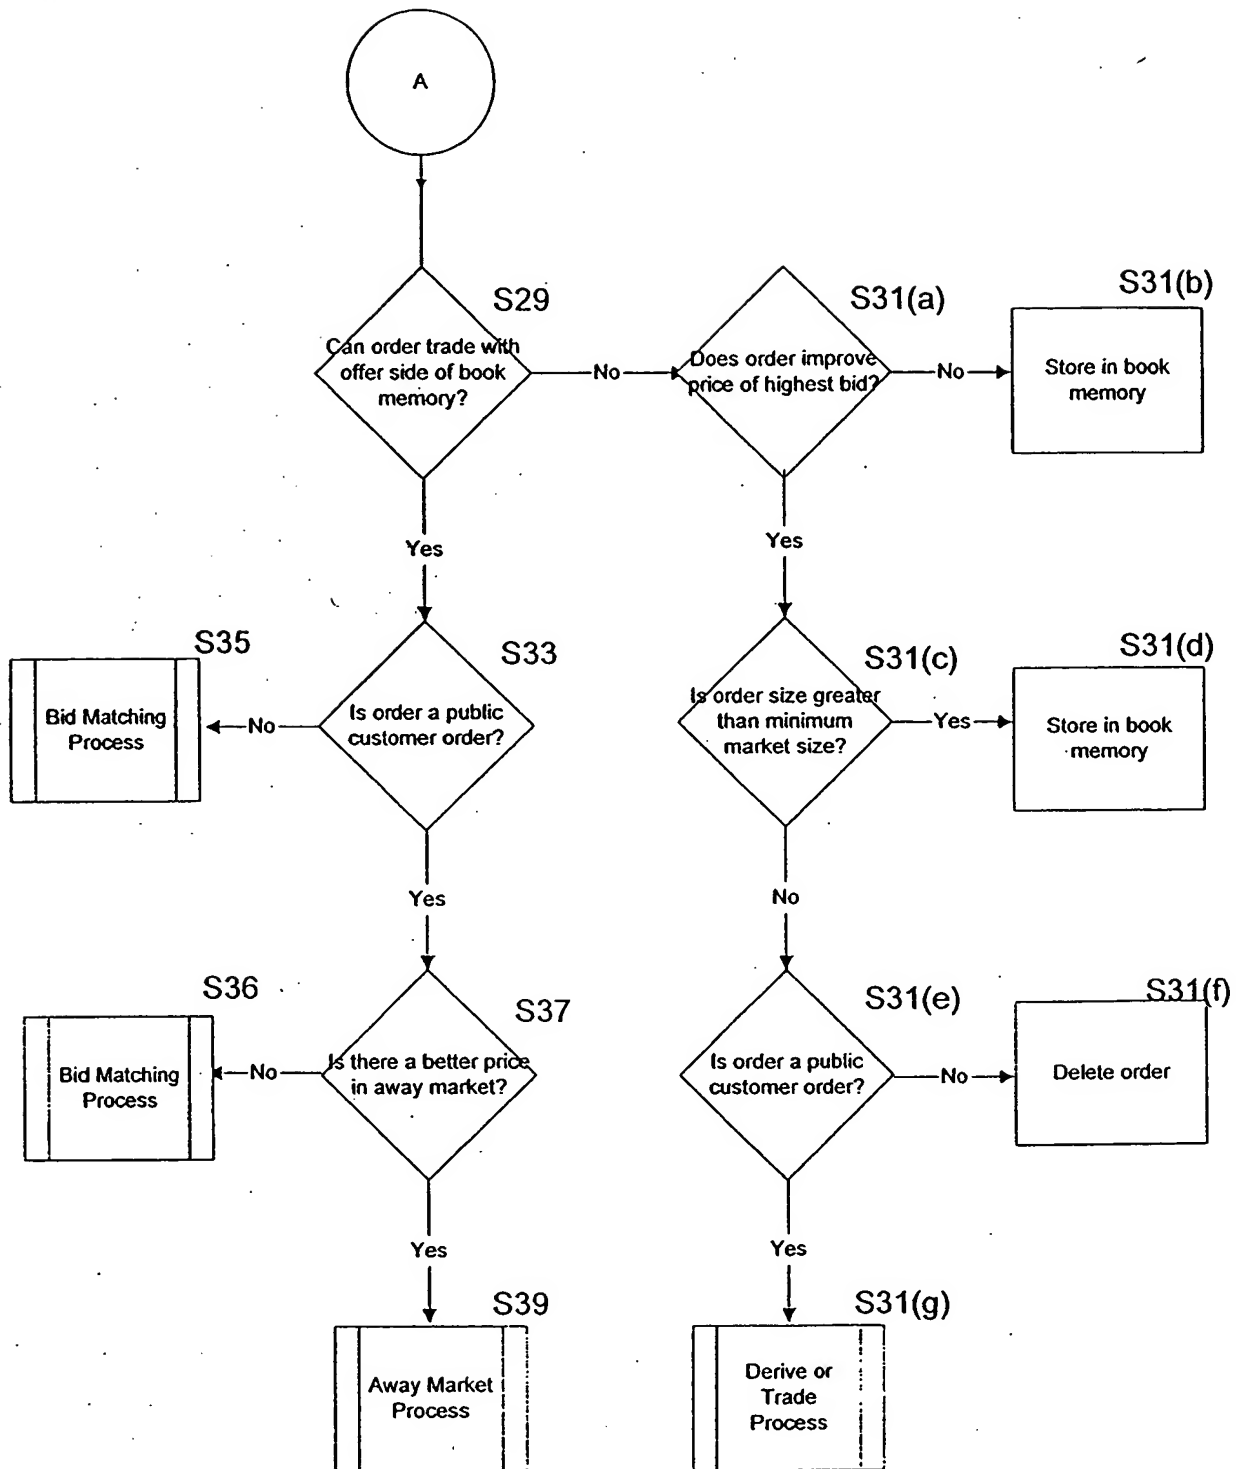 A
S29
Can order trade with
offer side of book
memory?
No
S31(a)
Does order improve
price of highest bid?
No
S31(b)
Store in book
memory
Yes
Yes
S35
Bid Matching
Process
No
S33
Is order a public
customer order?
S31(c)
Is order size greater
than minimum
market size?
Yes
S31(d)
Store in book
memory
Yes
No
S36
Bid Matching
Process
No
S37
Is there a better price
in away market?
S31(e)
Is order a public
customer order?
No
S31(f)
Delete order
Yes
Yes
S39
Away Market
Process
S31(g)
Derive or
Trade
Process